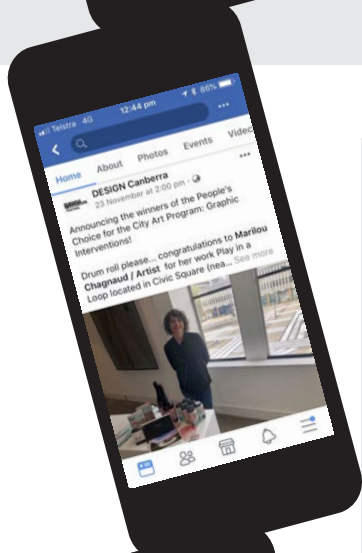 Telstra 4G 12:44 pm 86%
Home About Photos Events Videc
DESIGN Canberra
23 November at 2:00 pm ·
Announcing the winners of the People's
Choice for the City Art Program: Graphic
Interventions!
Drum roll please... congratulations to Marilou
Chagnaud / Artist for her work Play in a
Loop located in Civic Square (nea... See more